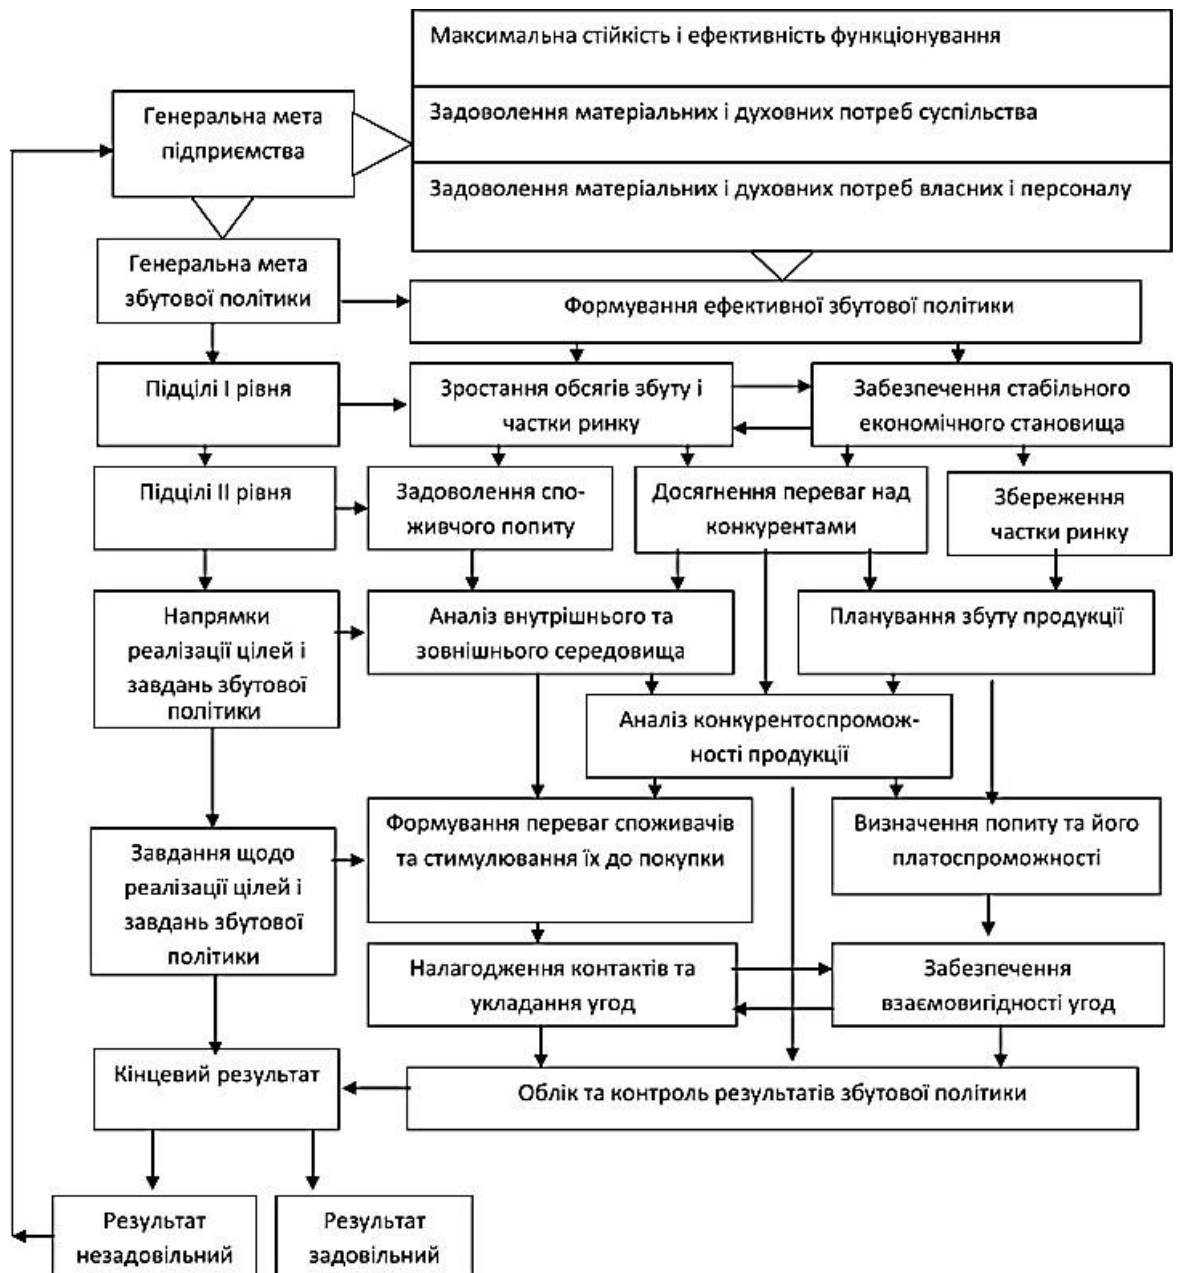 Максимальна стійкість і ефективність функціонування
Генеральна мета
підприємства
Задоволення матеріальних і духовних потреб суспільства
Задоволення матеріальних і духовних потреб власних і персоналу
Генеральна мета
збутової політики
Формування ефективної збутової політики
Підцілі І рівня
Зростання обсягів збуту і
частки ринку
Забезпечення стабільного
економічного становища
Підцілі ІІ рівня
Задоволення спо-
живчого попиту
Досягнення переваг над
конкурентами
Збереження
частки ринку
Напрямки
реалізації цілей і
завдань збутової
політики
Аналіз внутрішнього та
зовнішнього середовища
Планування збуту продукції
Аналіз конкурентоспромож-
ності продукції
Завдання щодо
реалізації цілей і
завдань збутової
політики
Формування переваг споживачів
та стимулювання їх до покупки
Визначення попиту та його
платоспроможності
Налагодження контактів та
укладання угод
Забезпечення
взаємовигідності угод
Кінцевий результат
Облік та контроль результатів збутової політики
Результат
незадовільний
Результат
задовільний